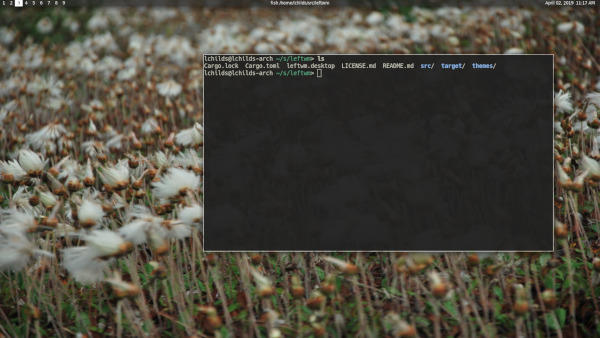 1 2 3 4 5 6 7 8 9 fish /home/lchilds/src/leftwm April 02, 2019 11:17 AM
lchilds@lchilds-arch ~/s/leftwm> ls
Cargo.lock Cargo.toml leftwm.desktop LICENSE.md README.md src/ target/ themes/
lchilds@lchilds-arch ~/s/leftwm>